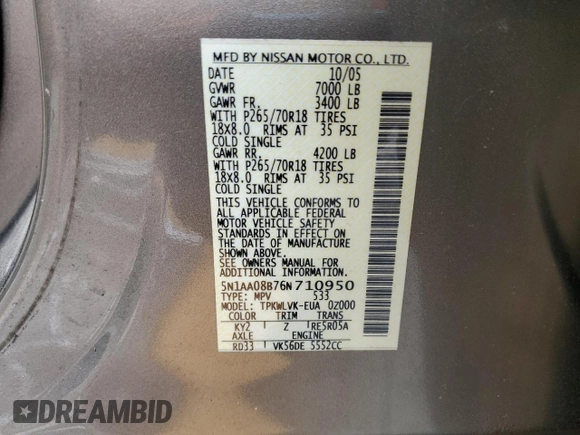 MFD BY NISSAN MOTOR CO., LTD.
DATE 10/05
GVWR 7000 LB
GAWR FR. 3400 LB
WITH P265/70R18 TIRES
18X8.0 RIMS AT 35 PSI
COLD SINGLE
GAWR RR. 4200 LB
WITH P265/70R18 TIRES
18X8.0 RIMS AT 35 PSI
COLD SINGLE
THIS VEHICLE CONFORMS TO
ALL APPLICABLE FEDERAL
MOTOR VEHICLE SAFETY
STANDARDS IN EFFECT ON
THE DATE OF MANUFACTURE
SHOWN ABOVE.
SEE OWNERS MANUAL FOR
ADDITIONAL INFORMATION
5N1AA08B76N710950
TYPE: MPV 533
MODEL: TPKWLVK-EUA 0Z000
COLOR TRIM TRANS
KY2 Z RE5R05A
AXLE ENGINE
RD33 VK56DE 5552CC
DREAMBID